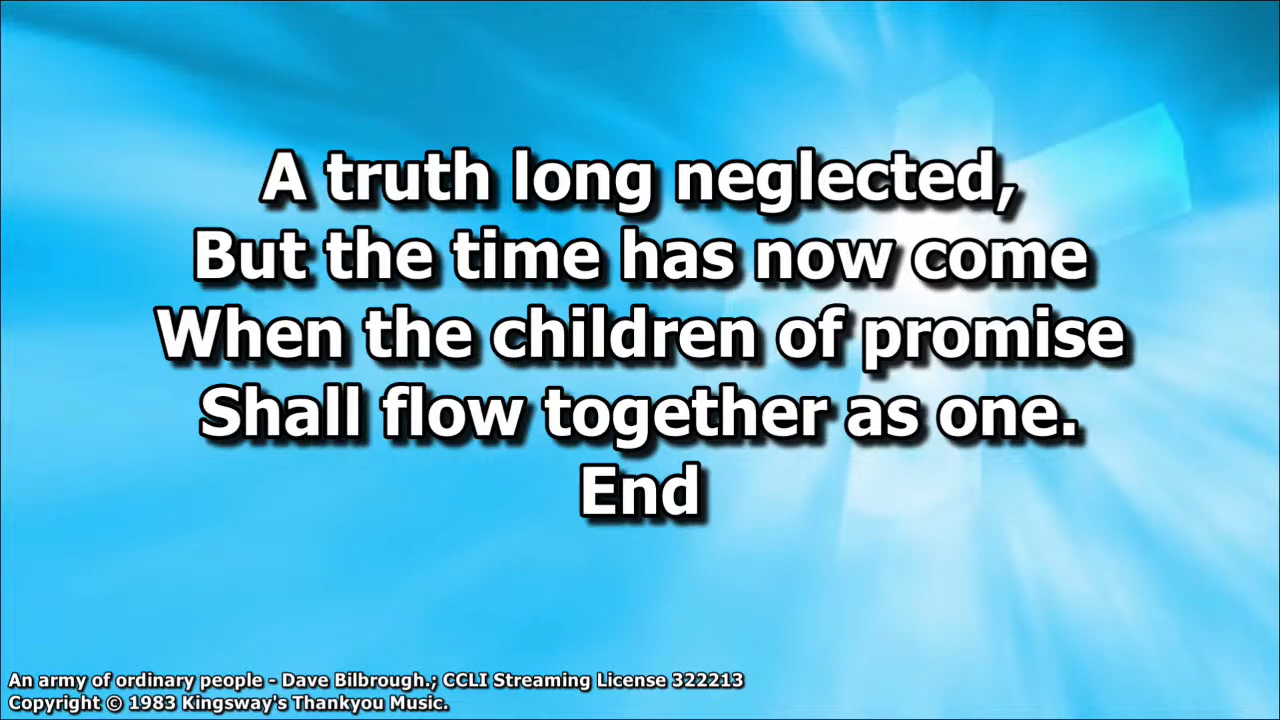 A truth long neglected,
But the time has now come
When the children of promise
Shall flow together as one.
End
An army of ordinary people - Dave Bilbrough.; CCLI Streaming License 322213
Copyright © 1983 Kingsway's Thankyou Music.